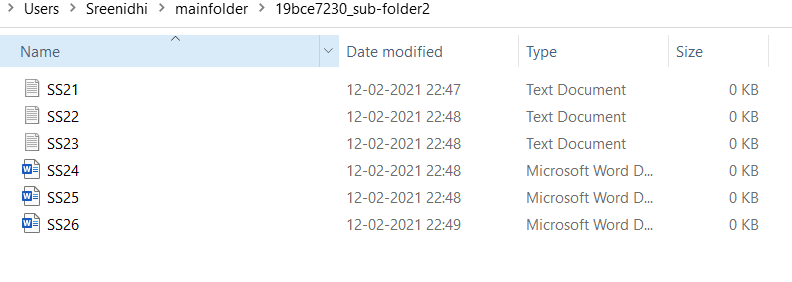 Users > Sreenidhi > mainfolder > 19bce7230_sub-folder2
Name Date modified Type Size
SS21 12-02-2021 22:47 Text Document 0 KB
SS22 12-02-2021 22:48 Text Document 0 KB
SS23 12-02-2021 22:48 Text Document 0 KB
SS24 12-02-2021 22:48 Microsoft Word D... 0 KB
SS25 12-02-2021 22:48 Microsoft Word D... 0 KB
SS26 12-02-2021 22:49 Microsoft Word D... 0 KB